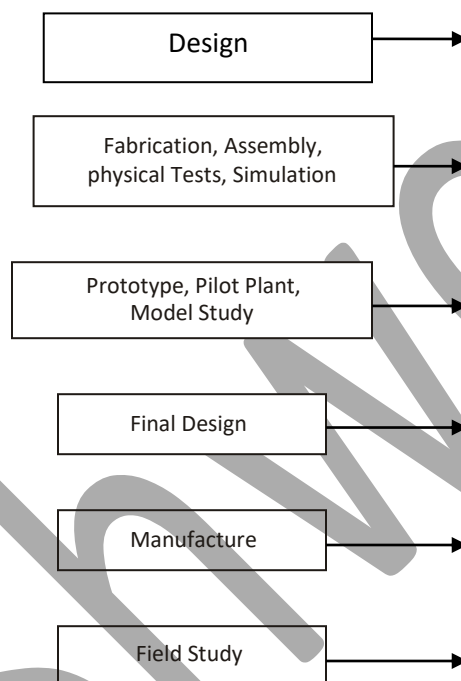 Design
Fabrication, Assembly,
physical Tests, Simulation
Prototype, Pilot Plant,
Model Study
Final Design
Manufacture
Field Study